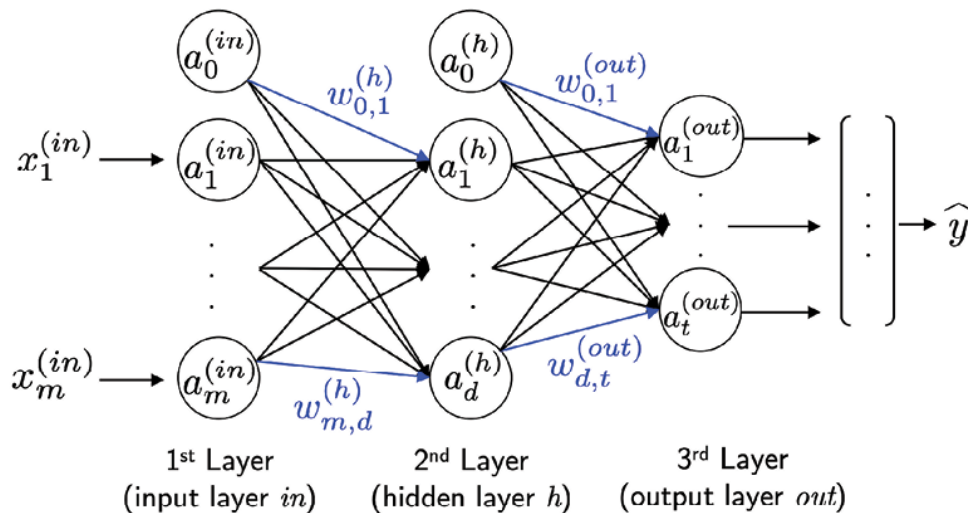 a_0^{(in)}
a_0^{(h)}
w_{0,1}^{(h)}
w_{0,1}^{(out)}
x_1^{(in)}
a_1^{(in)}
a_1^{(h)}
a_1^{(out)}
ŷ
a_t^{(out)}
x_m^{(in)}
a_m^{(in)}
w_{m,d}^{(h)}
a_d^{(h)}
w_{d,t}^{(out)}
1st Layer
(input layer in)
2nd Layer
(hidden layer h)
3rd Layer
(output layer out)